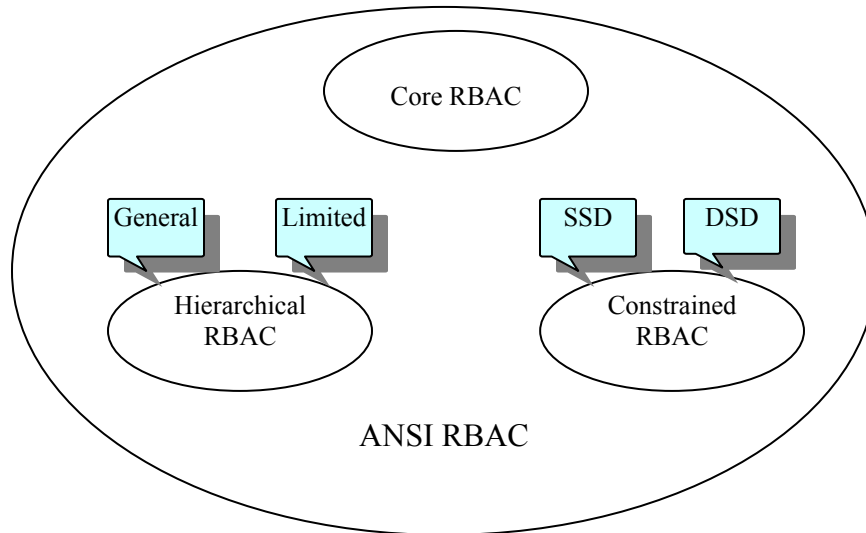 Core RBAC
General
Limited
SSD
DSD
Hierarchical
RBAC
Constrained
RBAC
ANSI RBAC